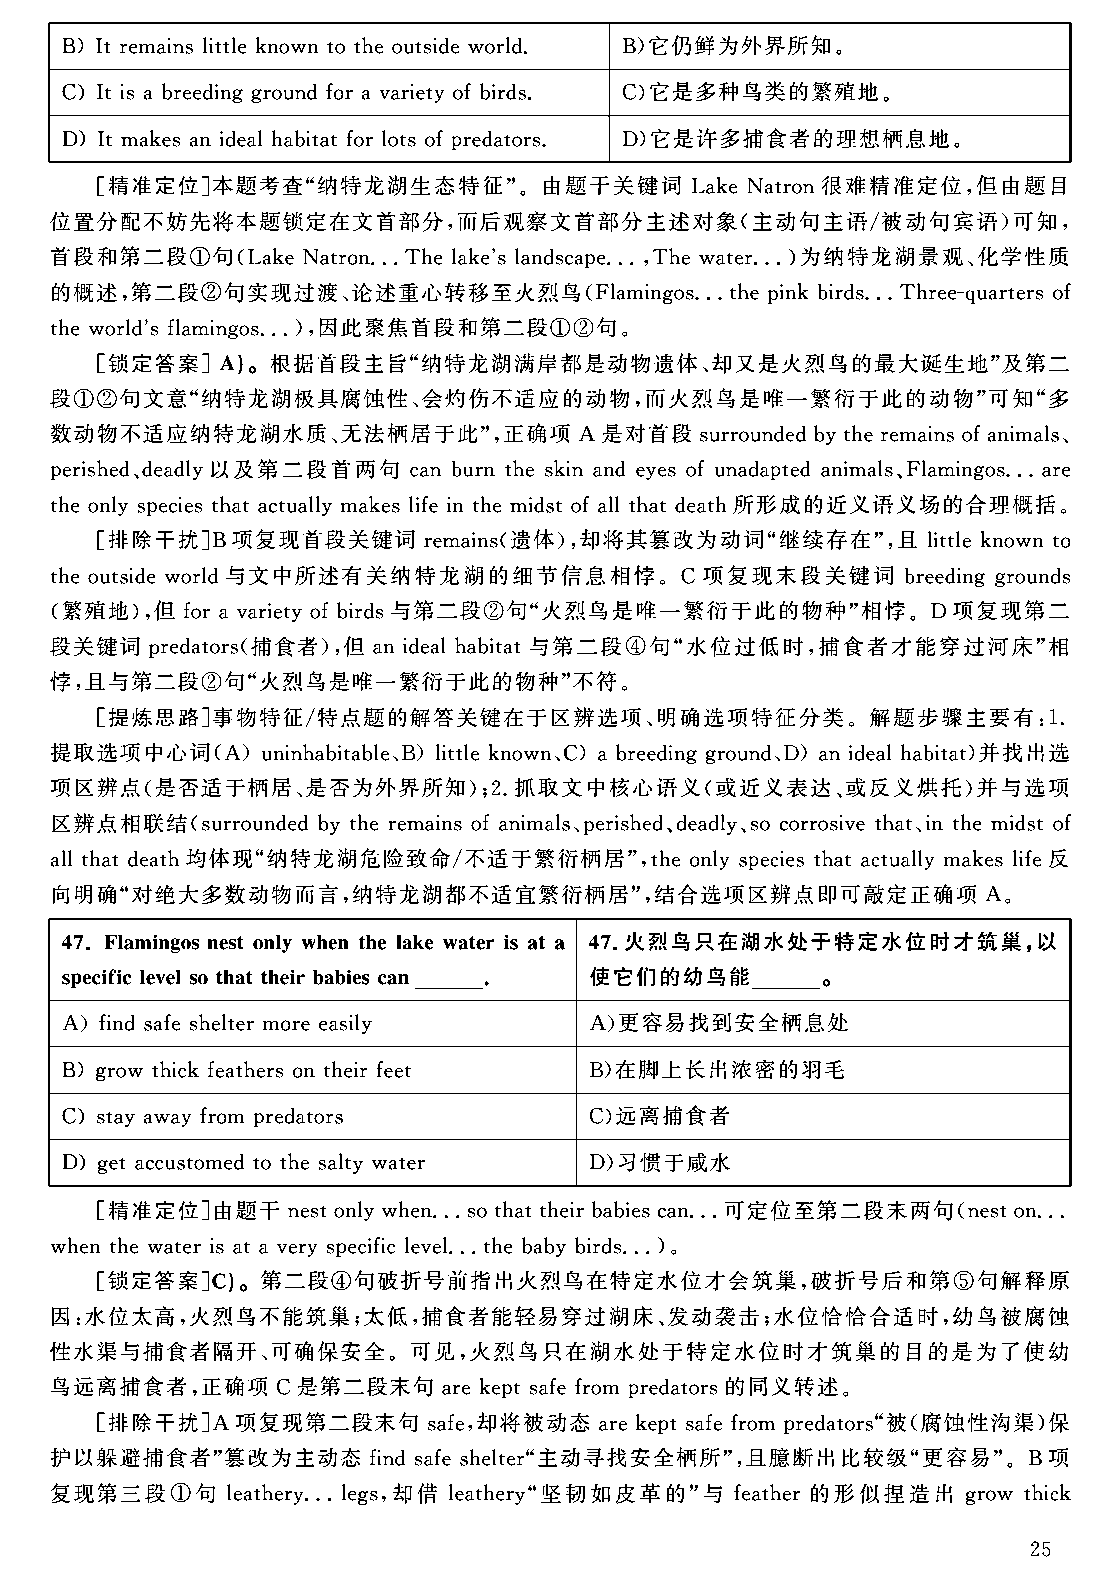 B) It remains little known to the outside world. B)它仍鲜为外界所知。
C) It is a breeding ground for a variety of birds. C)它是多种鸟类的繁殖地。
D) It makes an ideal habitat for lots of predators. D)它是许多捕食者的理想栖息地。
[精准定位]本题考查“纳特龙湖生态特征”。由题干关键词 Lake Natron 很难精准定位,但由题目
位置分配不妨先将本题锁定在文首部分,而后观察文首部分主述对象(主动句主语/被动句宾语)可知,
首段和第二段①句(Lake Natron...The lake's landscape...,The water...)为纳特龙湖景观、化学性质
的概述,第二段②句实现过渡、论述重心转移至火烈鸟(Flamingos...the pink birds...Three-quarters of
the world's flamingos...),因此聚焦首段和第二段①②句。
[锁定答案] A)。根据首段主旨“纳特龙湖满岸都是动物遗体、却又是火烈鸟的最大诞生地”及第二
段①②句文意“纳特龙湖极具腐蚀性、会灼伤不适应的动物,而火烈鸟是唯一繁衍于此的动物”可知“多
数动物不适应纳特龙湖水质、无法栖居于此”,正确项 A 是对首段 surrounded by the remains of animals、
perished、deadly 以及第二段首两句 can burn the skin and eyes of unadapted animals、Flamingos...are
the only species that actually makes life in the midst of all that death 所形成的近义语义场的合理概括。
[排除干扰]B 项复现首段关键词 remains(遗体),却将其篡改为动词“继续存在”,且 little known to
the outside world 与文中所述有关纳特龙湖的细节信息相悖。C 项复现末段关键词 breeding grounds
(繁殖地),但 for a variety of birds 与第二段②句“火烈鸟是唯一繁衍于此的物种”相悖。D 项复现第二
段关键词 predators(捕食者),但 an ideal habitat 与第二段④句“水位过低时,捕食者才能穿过河床”相
悖,且与第二段②句“火烈鸟是唯一繁衍于此的物种”不符。
[提炼思路]事物特征/特点题的解答关键在于区辨选项、明确选项特征分类。解题步骤主要有:1.
提取选项中心词(A) uninhabitable、B) little known、C) a breeding ground、D) an ideal habitat)并找出选
项区辨点(是否适于栖居、是否为外界所知);2. 抓取文中核心语义(或近义表达、或反义烘托)并与选项
区辨点相联结(surrounded by the remains of animals、perished、deadly、so corrosive that、in the midst of
all that death 均体现“纳特龙湖危险致命/不适于繁衍栖居”,the only species that actually makes life 反
向明确“对绝大多数动物而言,纳特龙湖都不适宜繁衍栖居”,结合选项区辨点即可敲定正确项 A。
47. Flamingos nest only when the lake water is at a 47. 火烈鸟只在湖水处于特定水位时才筑巢,以
specific level so that their babies can ______. 使它们的幼鸟能______。
A) find safe shelter more easily A)更容易找到安全栖息处
B) grow thick feathers on their feet B)在脚上长出浓密的羽毛
C) stay away from predators C)远离捕食者
D) get accustomed to the salty water D)习惯于咸水
[精准定位]由题干 nest only when...so that their babies can...可定位至第二段末两句(nest on...
when the water is at a very specific level...the baby birds...)。
[锁定答案]C)。第二段④句破折号前指出火烈鸟在特定水位才会筑巢,破折号后和第⑤句解释原
因:水位太高,火烈鸟不能筑巢;太低,捕食者能轻易穿过湖床、发动袭击;水位恰恰合适时,幼鸟被腐蚀
性水渠与捕食者隔开、可确保安全。可见,火烈鸟只在湖水处于特定水位时才筑巢的目的是为了使幼
鸟远离捕食者,正确项 C 是第二段末句 are kept safe from predators 的同义转述。
[排除干扰]A 项复现第二段末句 safe,却将被动态 are kept safe from predators“被(腐蚀性沟渠)保
护以躲避捕食者”篡改为主动态 find safe shelter“主动寻找安全栖所”,且臆断出比较级“更容易”。B 项
复现第三段①句 leathery...legs,却借 leathery“坚韧如皮革的”与 feather 的形似捏造出 grow thick
25